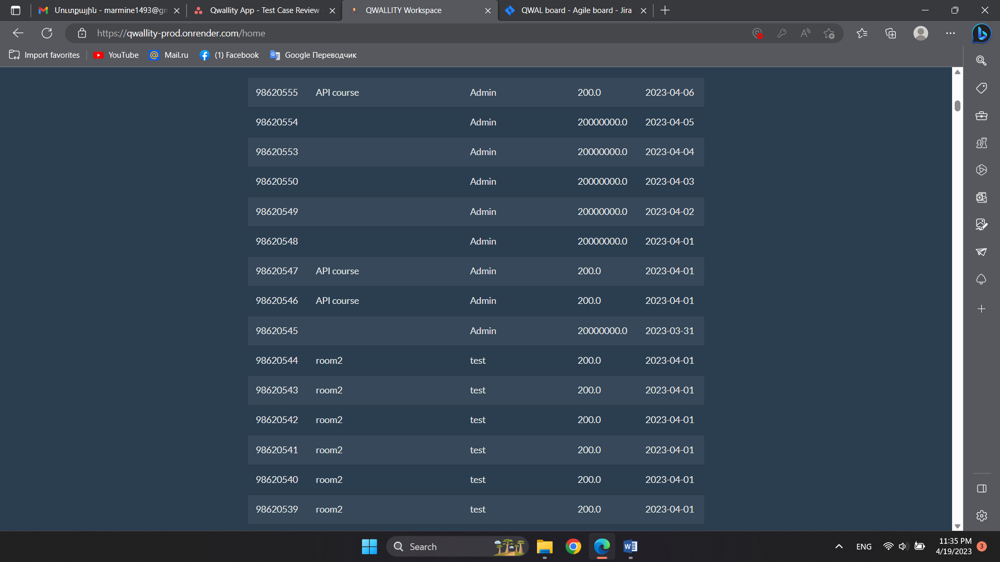 Մուտքային - marmine1493@gm
Qwallity App - Test Case Review
QWALLITY Workspace
QWAL board - Agile board - Jira
https://qwallity-prod.onrender.com/home
Import favorites
YouTube
Mail.ru
(1) Facebook
Google Переводчик
98620555 API course Admin 200.0 2023-04-06
98620554 Admin 20000000.0 2023-04-05
98620553 Admin 20000000.0 2023-04-04
98620550 Admin 20000000.0 2023-04-03
98620549 Admin 20000000.0 2023-04-02
98620548 Admin 20000000.0 2023-04-01
98620547 API course Admin 200.0 2023-04-01
98620546 API course Admin 200.0 2023-04-01
98620545 Admin 20000000.0 2023-03-31
98620544 room2 test 200.0 2023-04-01
98620543 room2 test 200.0 2023-04-01
98620542 room2 test 200.0 2023-04-01
98620541 room2 test 200.0 2023-04-01
98620540 room2 test 200.0 2023-04-01
98620539 room2 test 200.0 2023-04-01
Search
ENG
11:35 PM
4/19/2023
3